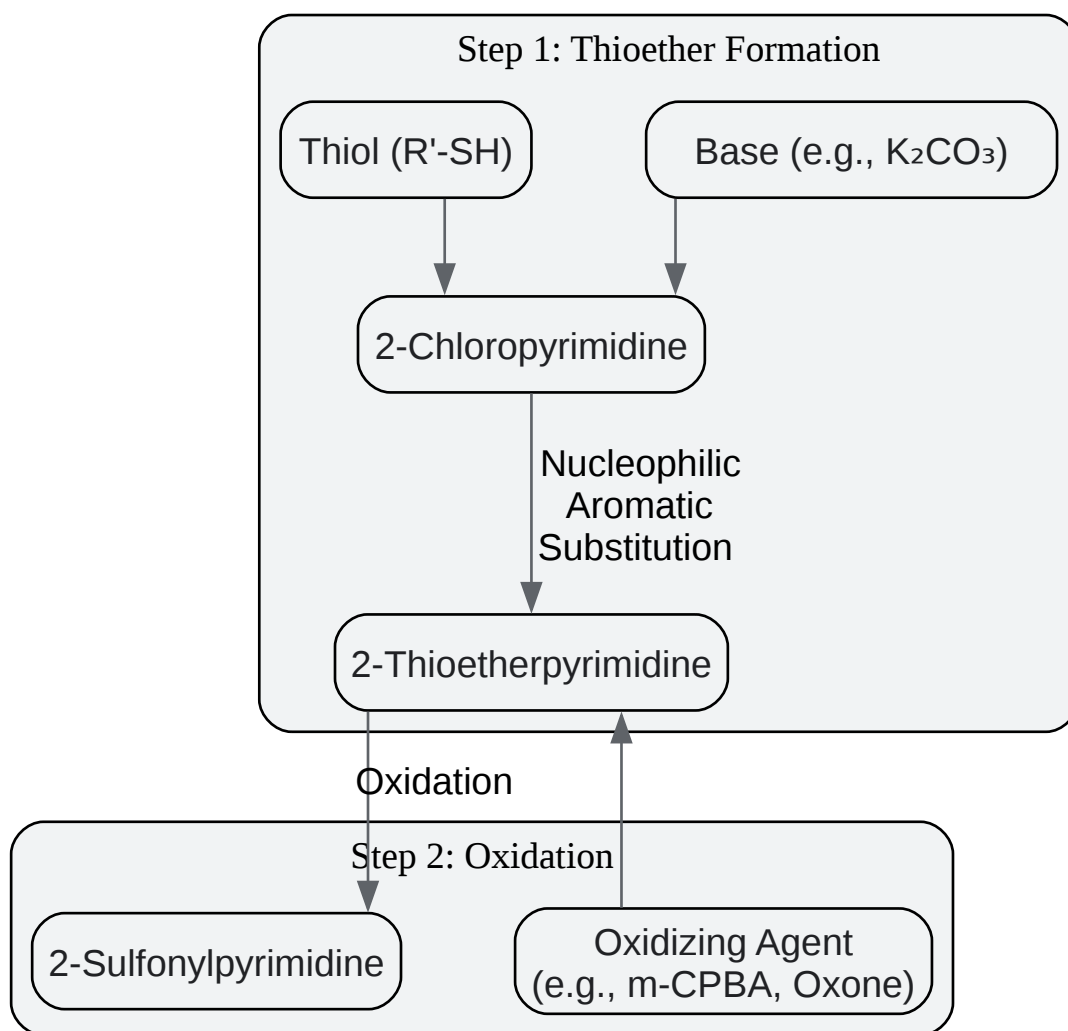 Step 1: Thioether Formation
Thiol (R'-SH)
Base (e.g., K₂CO₃)
2-Chloropyrimidine
Nucleophilic
Aromatic
Substitution
2-Thioetherpyrimidine
Oxidation
Step 2: Oxidation
2-Sulfonylpyrimidine
Oxidizing Agent
(e.g., m-CPBA, Oxone)